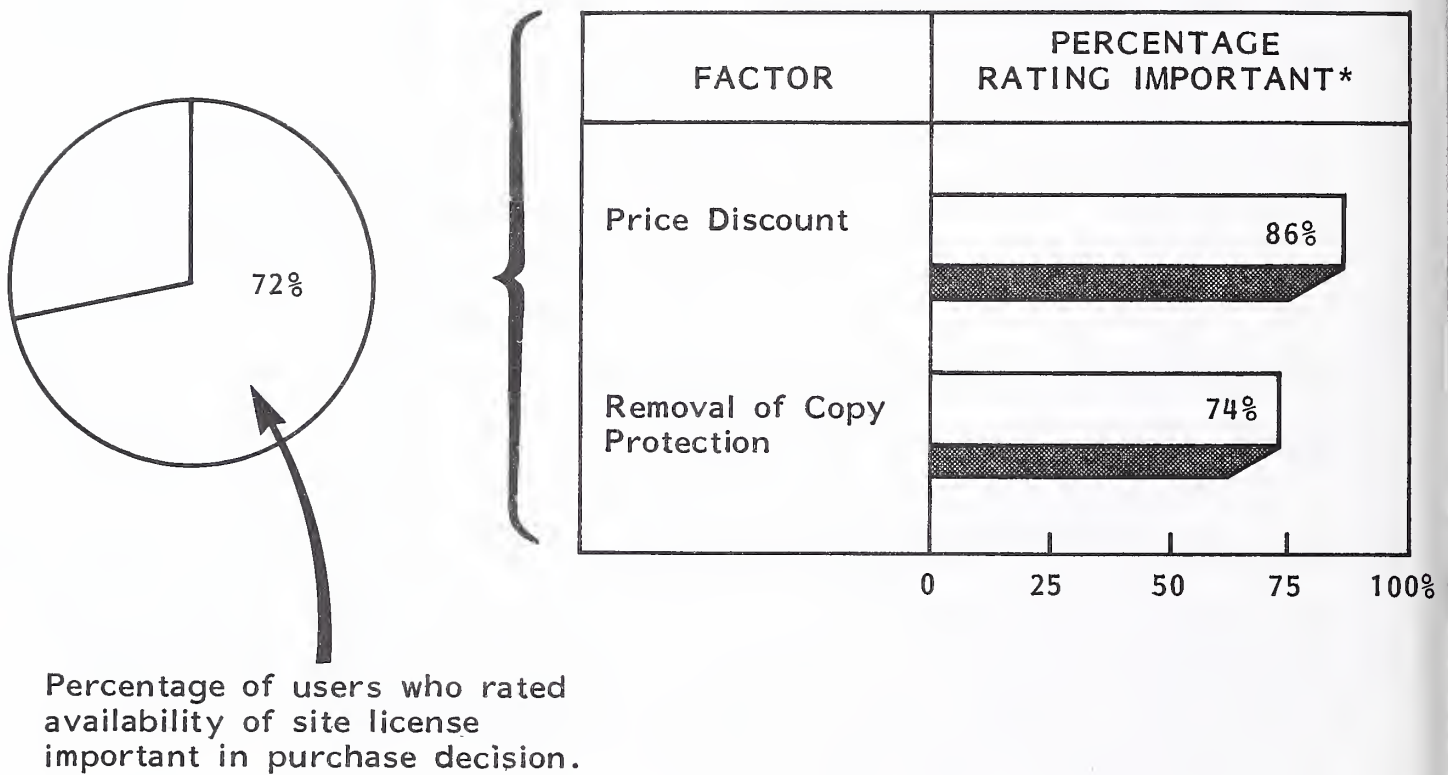 72%
Percentage of users who rated
availability of site license
important in purchase decision.
FACTOR
PERCENTAGE
RATING IMPORTANT*
Price Discount
86%
Removal of Copy
Protection
74%
0 25 50 75 100%